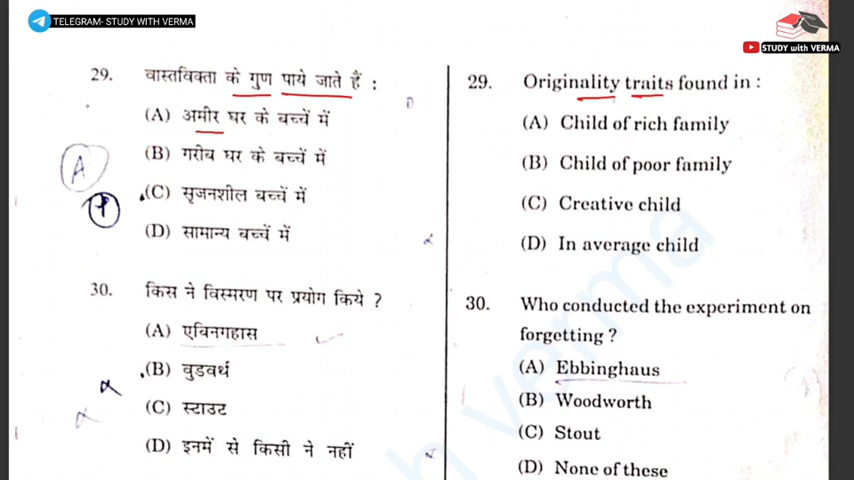 TELEGRAM- STUDY WITH VERMA
STUDY with VERMA
29. वास्तविक्ता के गुण पाये जाते हैं :
(A) अमीर घर के बच्चें में
(B) गरीब घर के बच्चें में
A
(C) सृजनशील बच्चें में
(D) सामान्य बच्चें में
30. किस ने विस्मरण पर प्रयोग किये ?
(A) एबिनगहास
(B) वुडवर्थ
(C) स्टाउट
(D) इनमें से किसी ने नहीं
29. Originality traits found in :
(A) Child of rich family
(B) Child of poor family
(C) Creative child
(D) In average child
30. Who conducted the experiment on
forgetting ?
(A) Ebbinghaus
(B) Woodworth
(C) Stout
(D) None of these
h verma